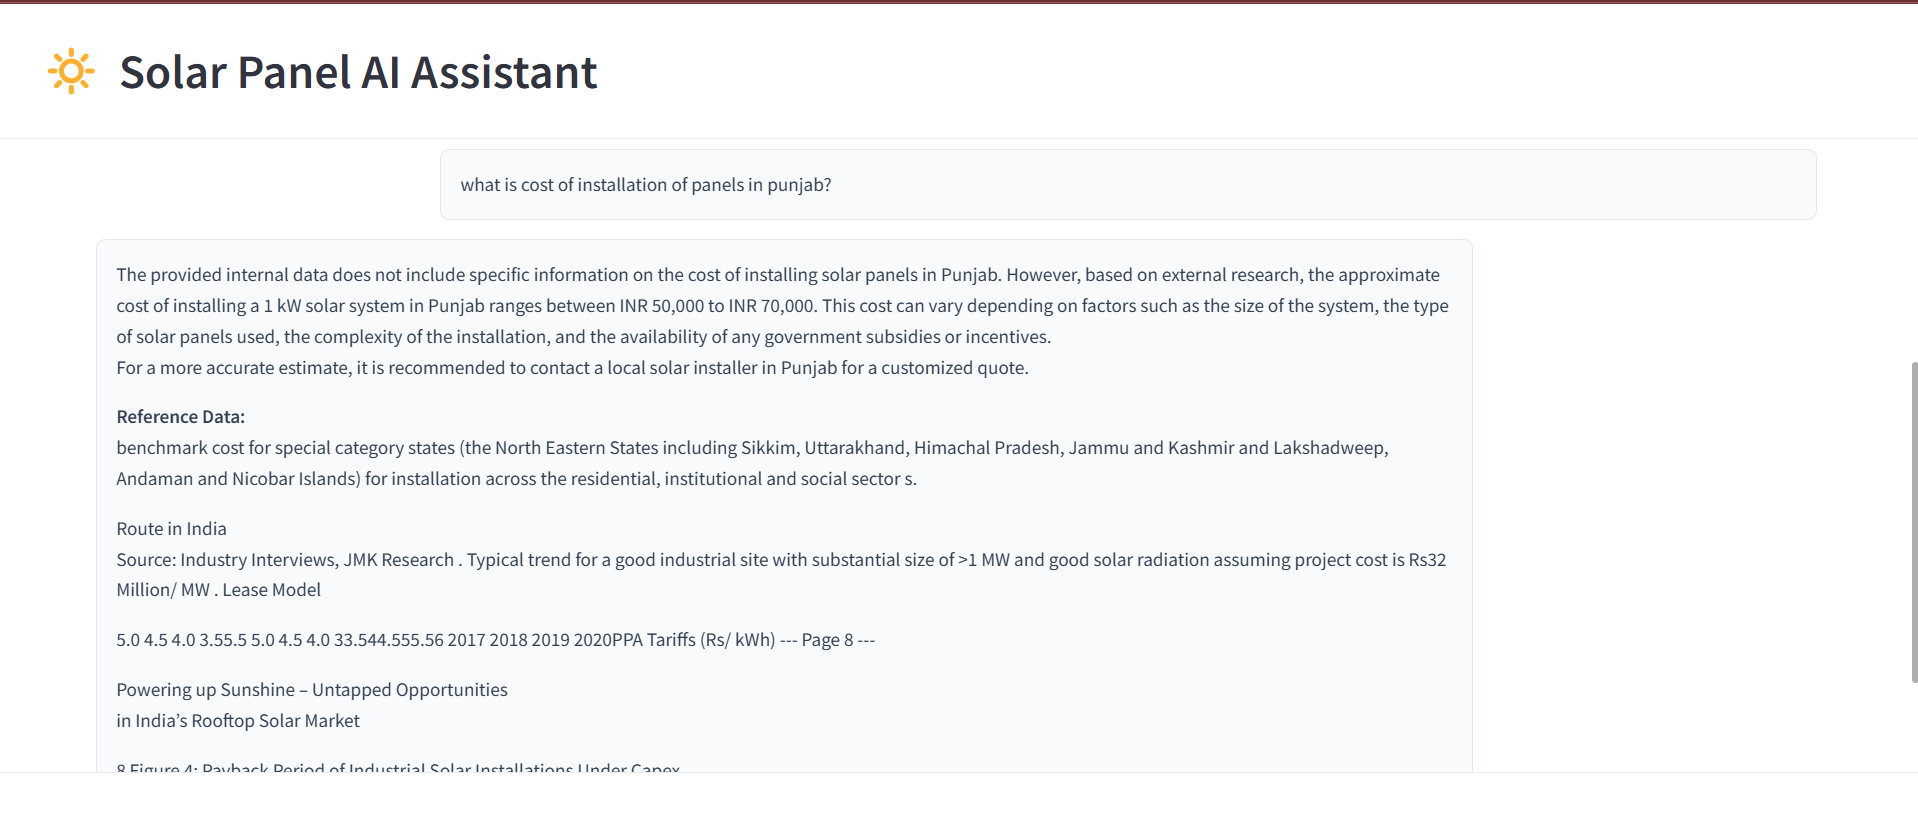 Solar Panel AI Assistant
what is cost of installation of panels in punjab?
The provided internal data does not include specific information on the cost of installing solar panels in Punjab. However, based on external research, the approximate
cost of installing a 1 kW solar system in Punjab ranges between INR 50,000 to INR 70,000. This cost can vary depending on factors such as the size of the system, the type
of solar panels used, the complexity of the installation, and the availability of any government subsidies or incentives.
For a more accurate estimate, it is recommended to contact a local solar installer in Punjab for a customized quote.
Reference Data:
benchmark cost for special category states (the North Eastern States including Sikkim, Uttarakhand, Himachal Pradesh, Jammu and Kashmir and Lakshadweep,
Andaman and Nicobar Islands) for installation across the residential, institutional and social sector s.
Route in India
Source: Industry Interviews, JMK Research . Typical trend for a good industrial site with substantial size of >1 MW and good solar radiation assuming project cost is Rs32
Million/ MW . Lease Model
5.0 4.5 4.0 3.55.5 5.0 4.5 4.0 33.544.555.56 2017 2018 2019 2020PPA Tariffs (Rs/ kWh) --- Page 8 ---
Powering up Sunshine – Untapped Opportunities
in India’s Rooftop Solar Market
8 Figure 4: Payback Period of Industrial Solar Installations Under Capex